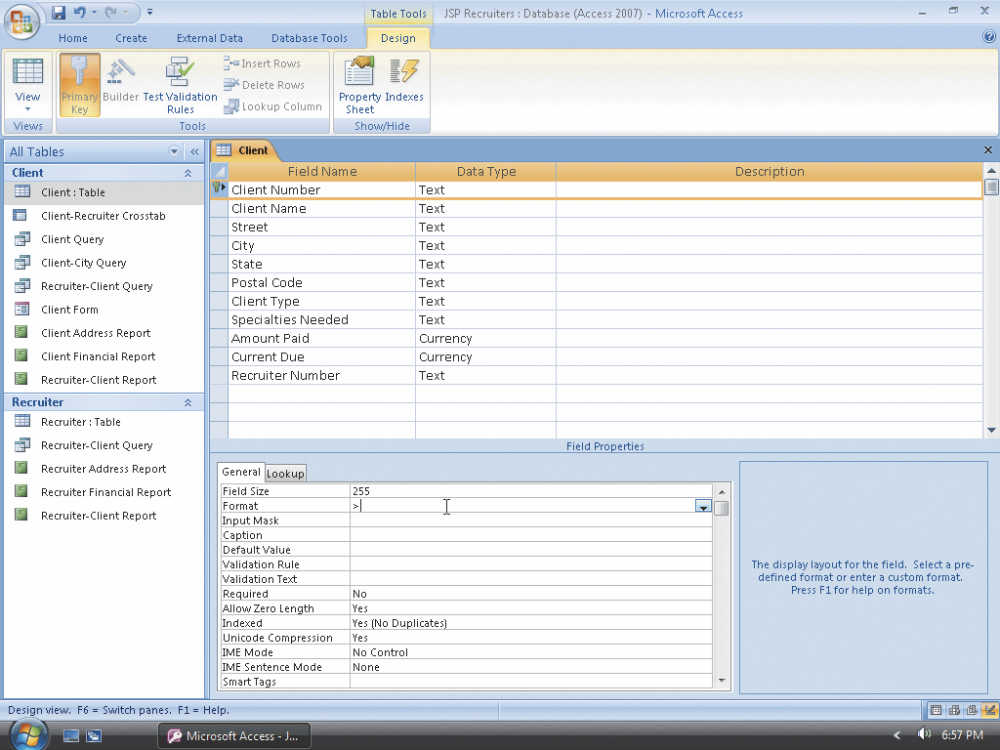 Table Tools
JSP Recruiters : Database (Access 2007) - Microsoft Access
Home
Create
External Data
Database Tools
Design
View
Primary Key
Builder
Test Validation Rules
Insert Rows
Delete Rows
Lookup Column
Property Sheet
Indexes
Views
Tools
Show/Hide
All Tables
Client
Client : Table
Client-Recruiter Crosstab
Client Query
Client-City Query
Recruiter-Client Query
Client Form
Client Address Report
Client Financial Report
Recruiter-Client Report
Recruiter
Recruiter : Table
Recruiter-Client Query
Recruiter Address Report
Recruiter Financial Report
Recruiter-Client Report
Client
Field Name Data Type Description
Client Number Text
Client Name Text
Street Text
City Text
State Text
Postal Code Text
Client Type Text
Specialties Needed Text
Amount Paid Currency
Current Due Currency
Recruiter Number Text
Field Properties
General Lookup
Field Size 255
Format >
Input Mask
Caption
Default Value
Validation Rule
Validation Text
Required No
Allow Zero Length Yes
Indexed Yes (No Duplicates)
Unicode Compression Yes
IME Mode No Control
IME Sentence Mode None
Smart Tags
The display layout for the field. Select a pre-
defined format or enter a custom format.
Press F1 for help on formats.
Design view. F6 = Switch panes. F1 = Help.
Microsoft Access - J...
6:57 PM